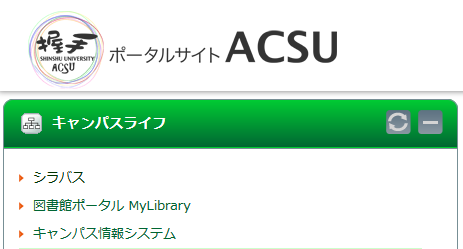 SHINSHU UNIVERSITY
ACSU
ポータルサイト ACSU
キャンパスライフ
シラバス
図書館ポータル MyLibrary
キャンパス情報システム